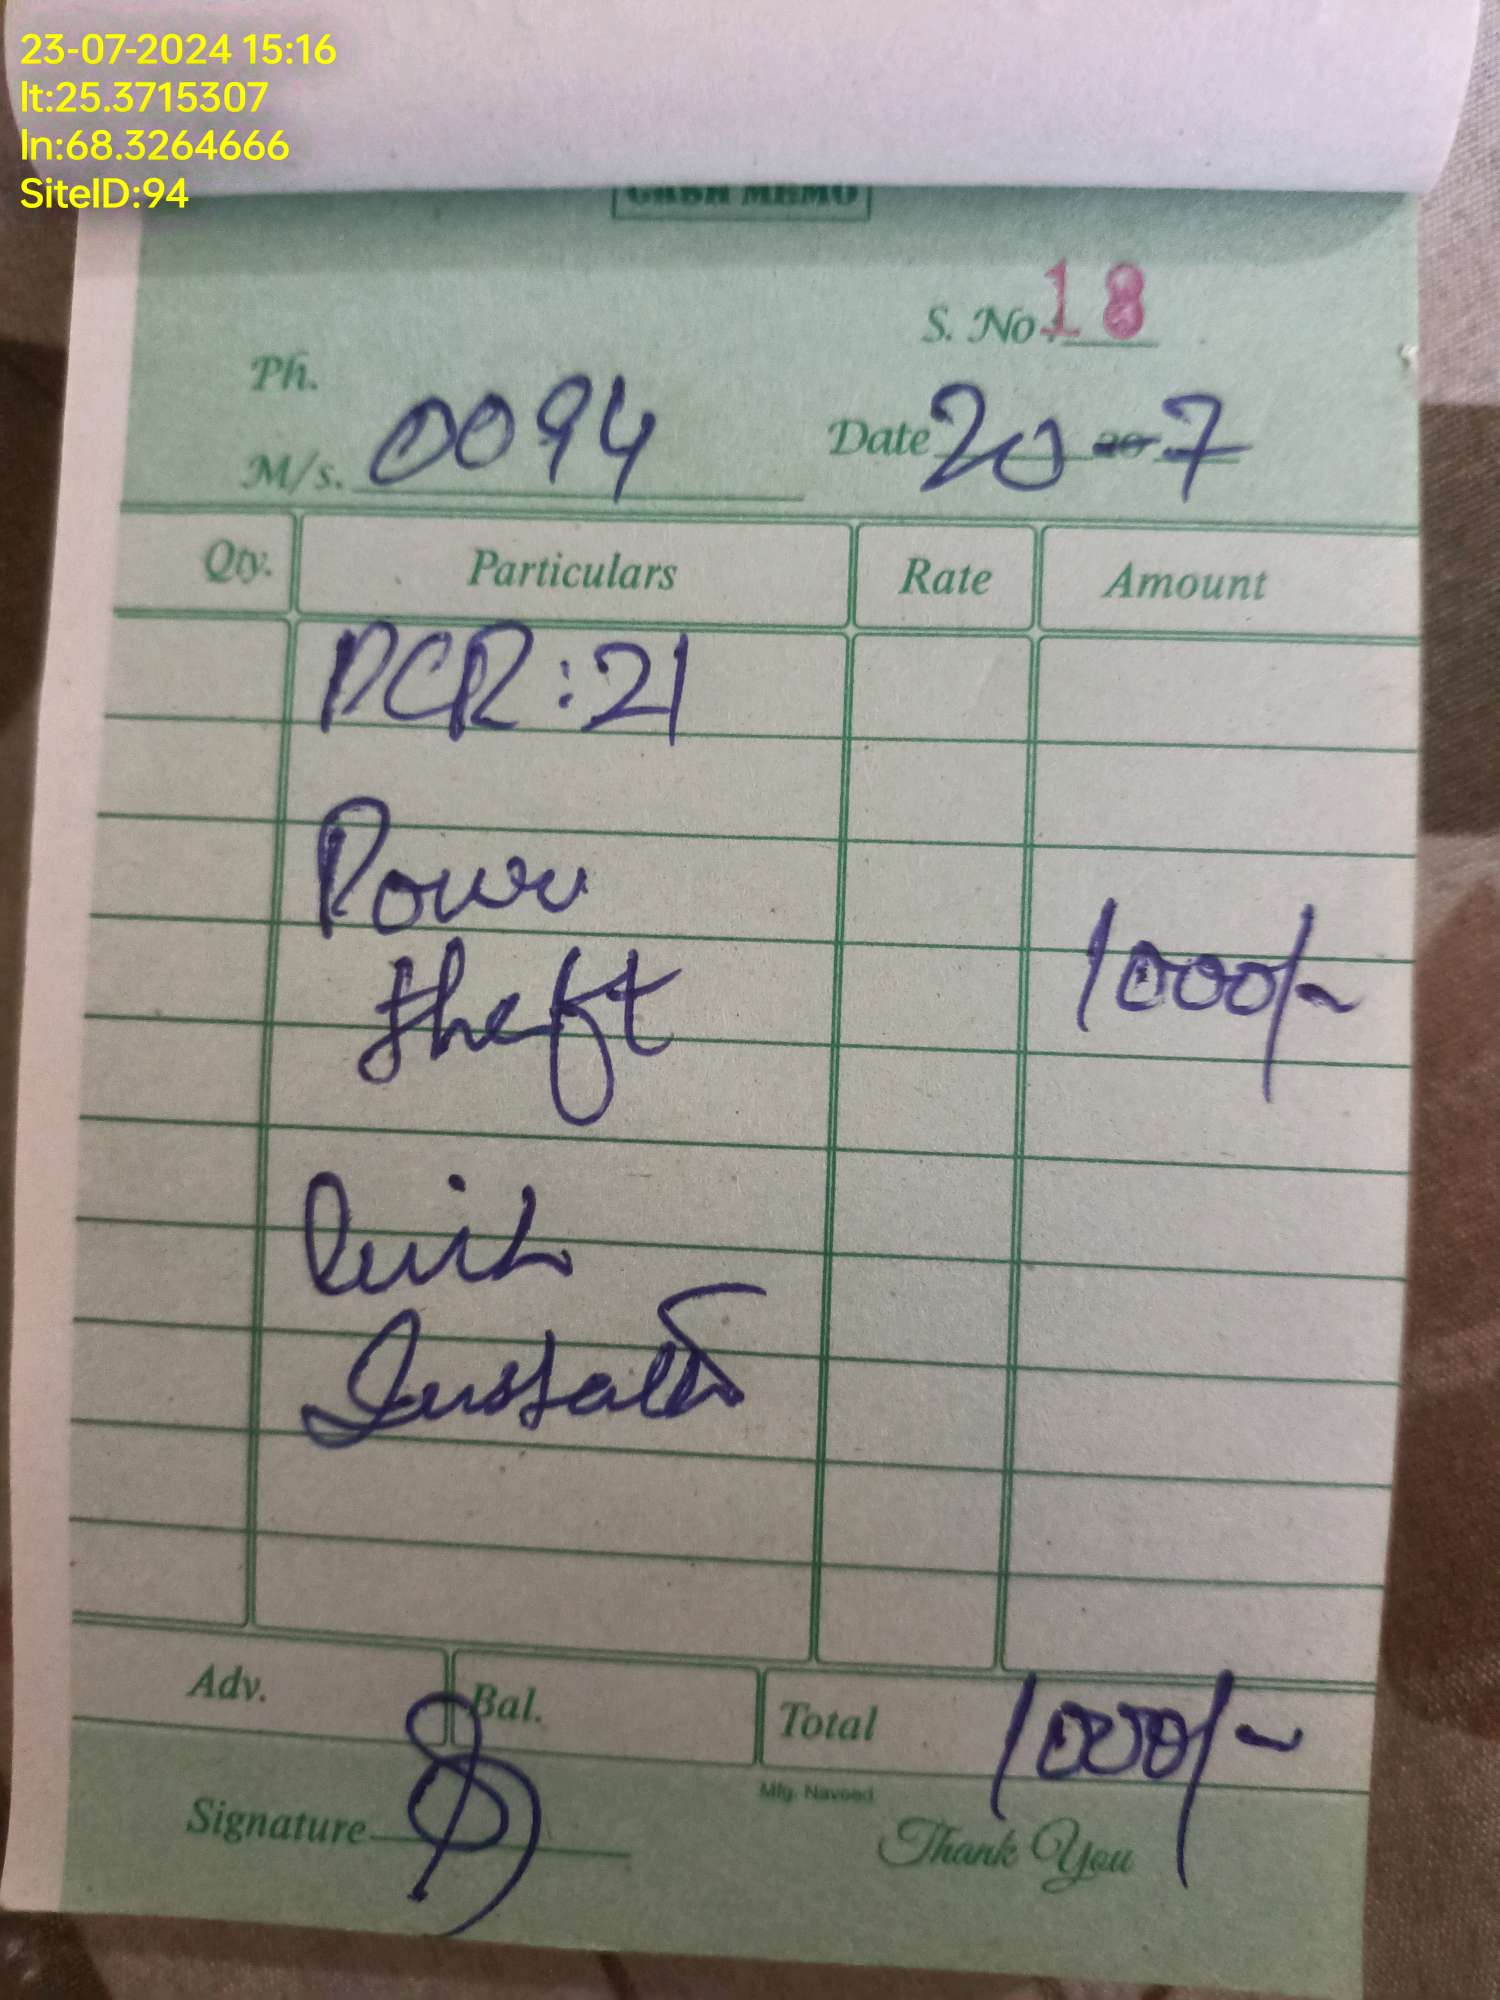 23-07-2024 15:16
lt:25.3715307
ln:68.3264666
SiteID:94
CASH MEMO
S. No. 18
Ph.
M/s. 0094 Date 20-7
Qty. Particulars Rate Amount
PCR:21
Power
theft 1000/-
Adv. Bal. Total 1000/-
Mfg. Naveed
Signature Thank You